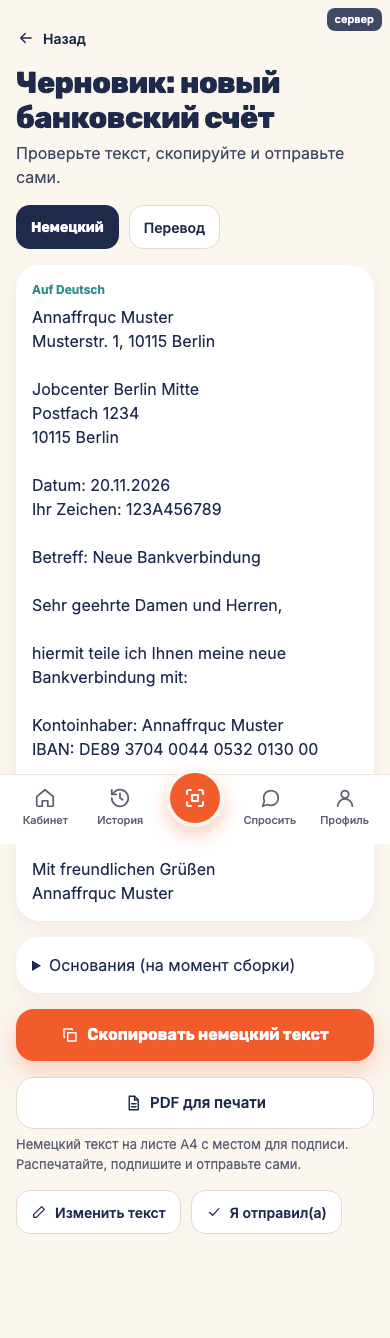 сервер
Назад
Черновик: новый
банковский счёт
Проверьте текст, скопируйте и отправьте
сами.
Немецкий
Перевод
Auf Deutsch
Annaffrquc Muster
Musterstr. 1, 10115 Berlin
Jobcenter Berlin Mitte
Postfach 1234
10115 Berlin
Datum: 20.11.2026
Ihr Zeichen: 123A456789
Betreff: Neue Bankverbindung
Sehr geehrte Damen und Herren,
hiermit teile ich Ihnen meine neue
Bankverbindung mit:
Kontoinhaber: Annaffrquc Muster
IBAN: DE89 3704 0044 0532 0130 00
Кабинет
История
Спросить
Профиль
Mit freundlichen Grüßen
Annaffrquc Muster
Основания (на момент сборки)
Скопировать немецкий текст
PDF для печати
Немецкий текст на листе A4 с местом для подписи.
Распечатайте, подпишите и отправьте сами.
Изменить текст
Я отправил(а)